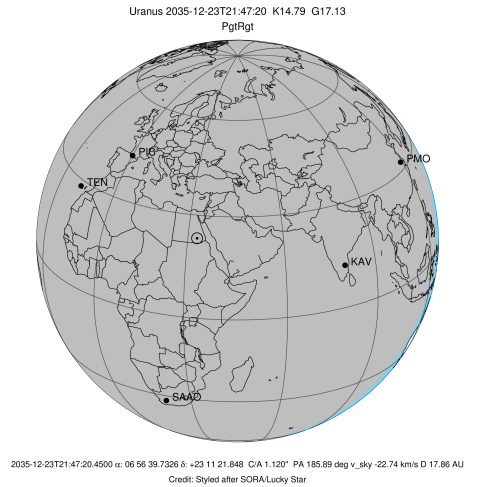 Uranus 2035-12-23T21:47:20 K14.79 G17.13
PgtRgt
PIC
PMO
TEN
KAV
SAAO
2035-12-23T21:47:20.4500 α: 06 56 39.7326 δ: +23 11 21.848 C/A 1.120" PA 185.89 deg v_sky -22.74 km/s D 17.86 AU
Credit: Styled after SORA/Lucky Star